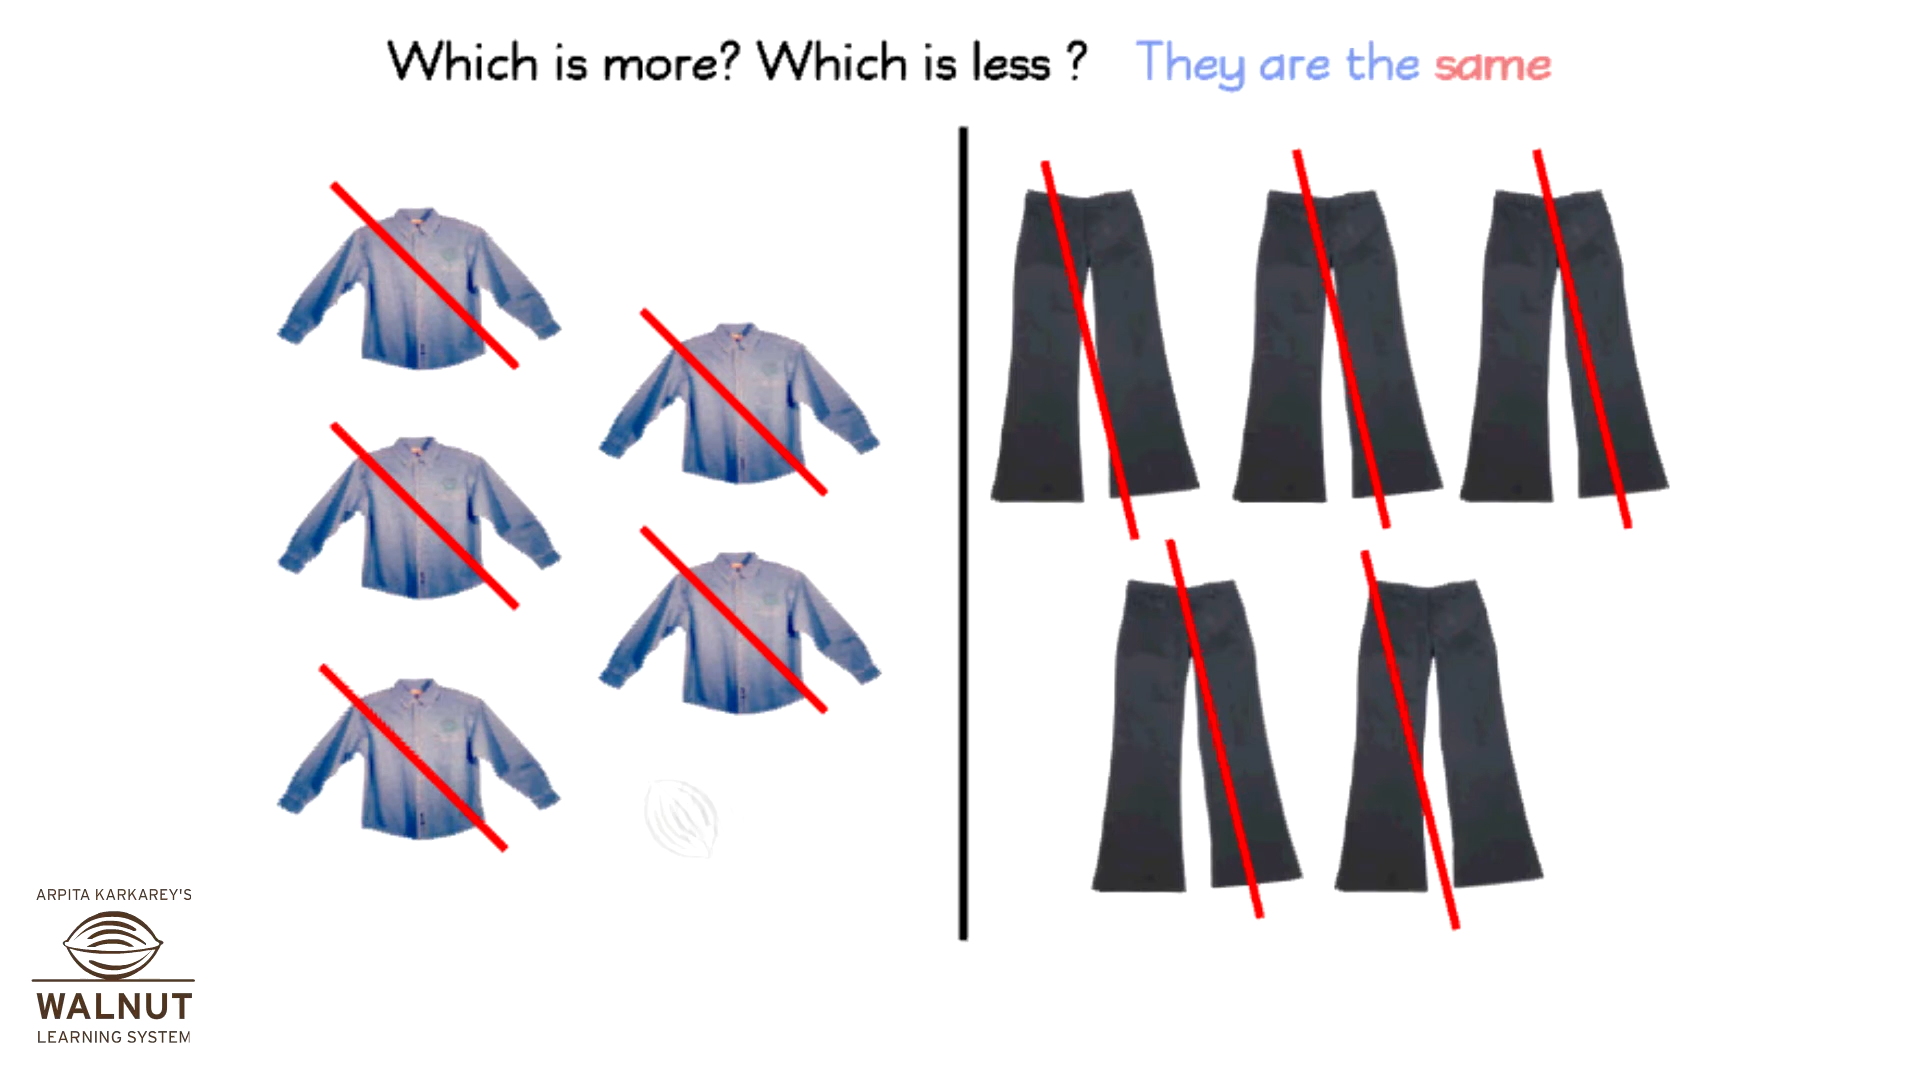 Which is more? Which is less ? They are the same
ARPITA KARKAREY'S
WALNUT
LEARNING SYSTEM